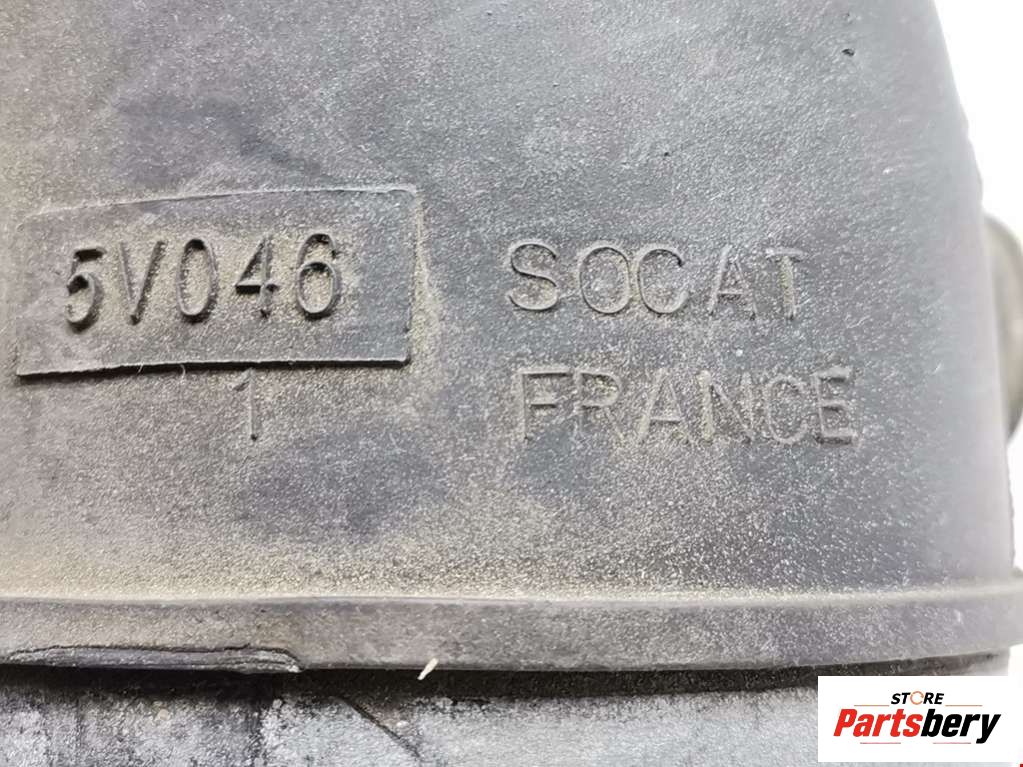 5V046
1
SOCAT
FRANCE
STORE
Partsbery